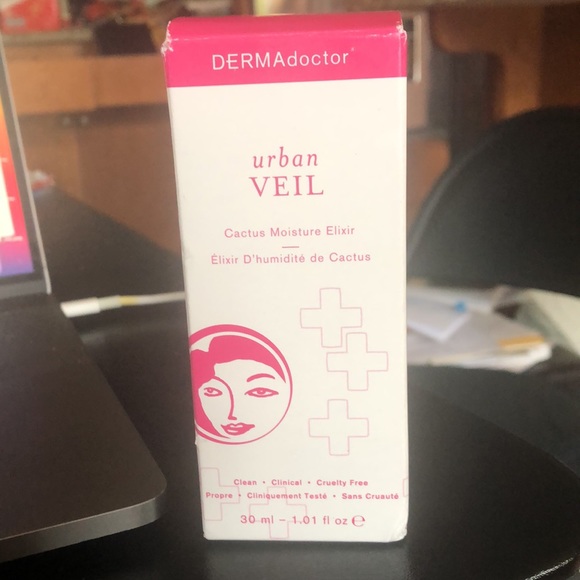 DERMAdoctor
urban
VEIL
Cactus Moisture Elixir
Élixir D'humidité de Cactus
Clean • Clinical • Cruelty Free
Propre • Cliniquement Testé • Sans Cruauté
30 ml – 1.01 fl oz ℮